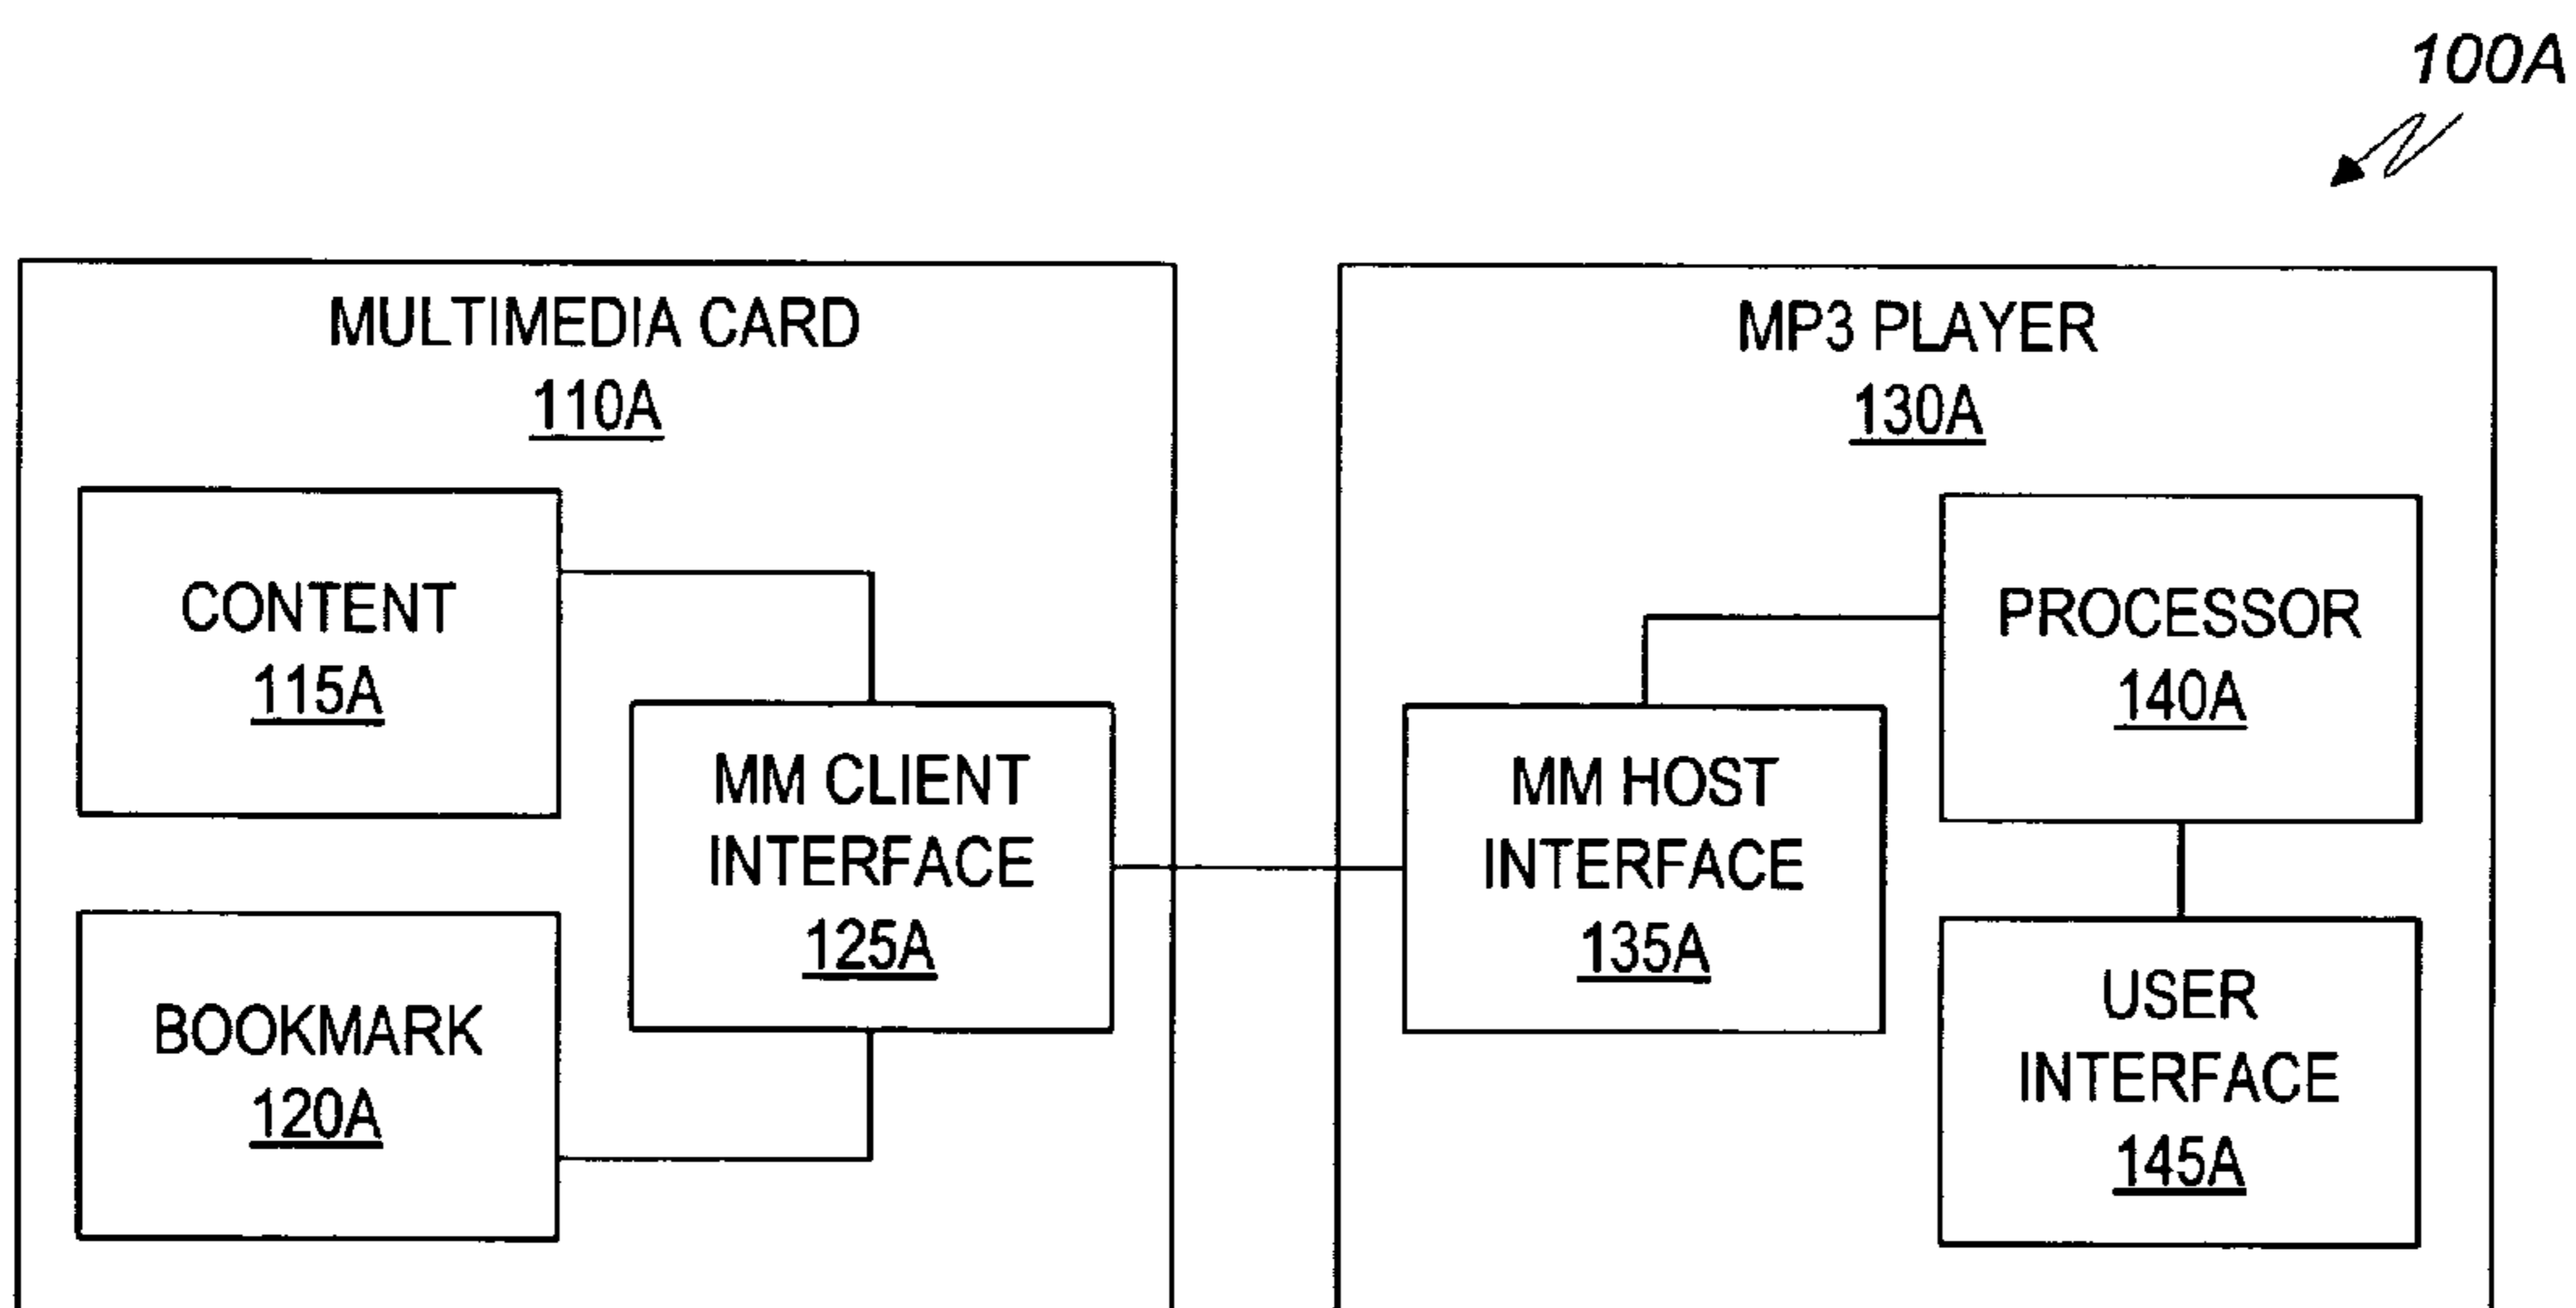 100A
MULTIMEDIA CARD
110A
CONTENT
115A
MM CLIENT
INTERFACE
125A
BOOKMARK
120A
MP3 PLAYER
130A
PROCESSOR
140A
MM HOST
INTERFACE
135A
USER
INTERFACE
145A